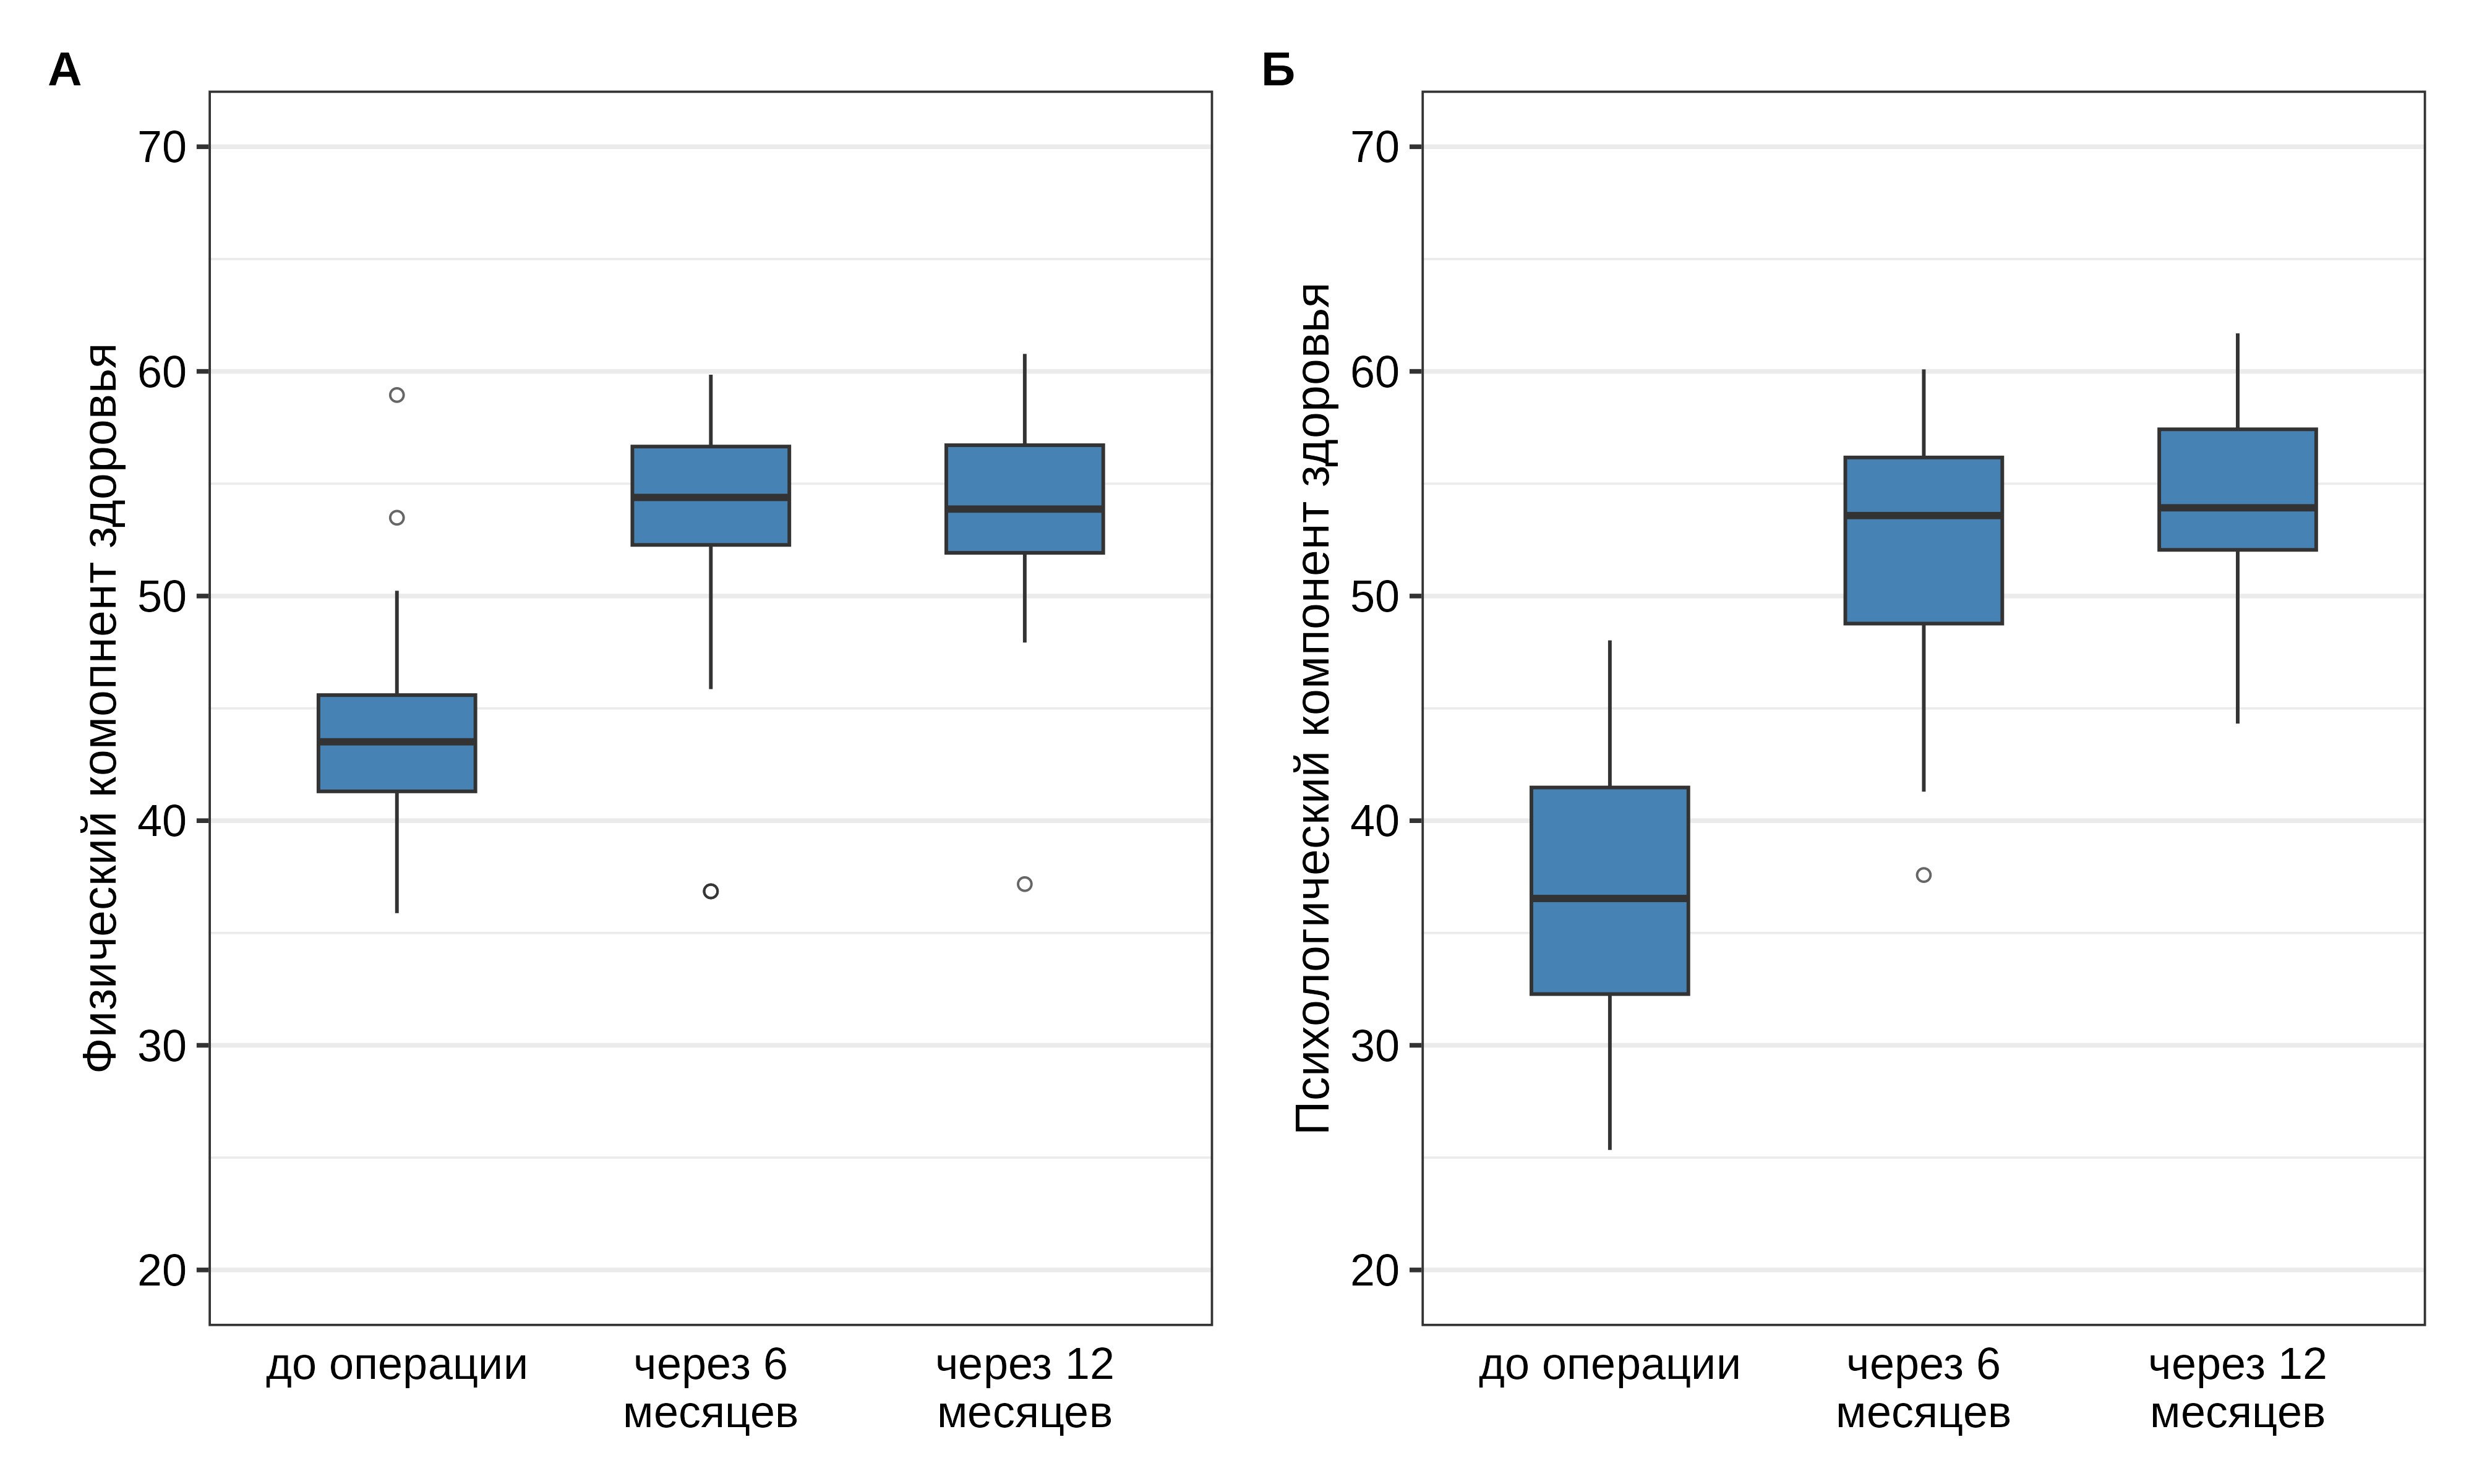 А
Физический комопнент здоровья
70
60
50
40
30
20
до операции
через 6
месяцев
через 12
месяцев
Б
Психологический компонент здоровья
70
60
50
40
30
20
до операции
через 6
месяцев
через 12
месяцев